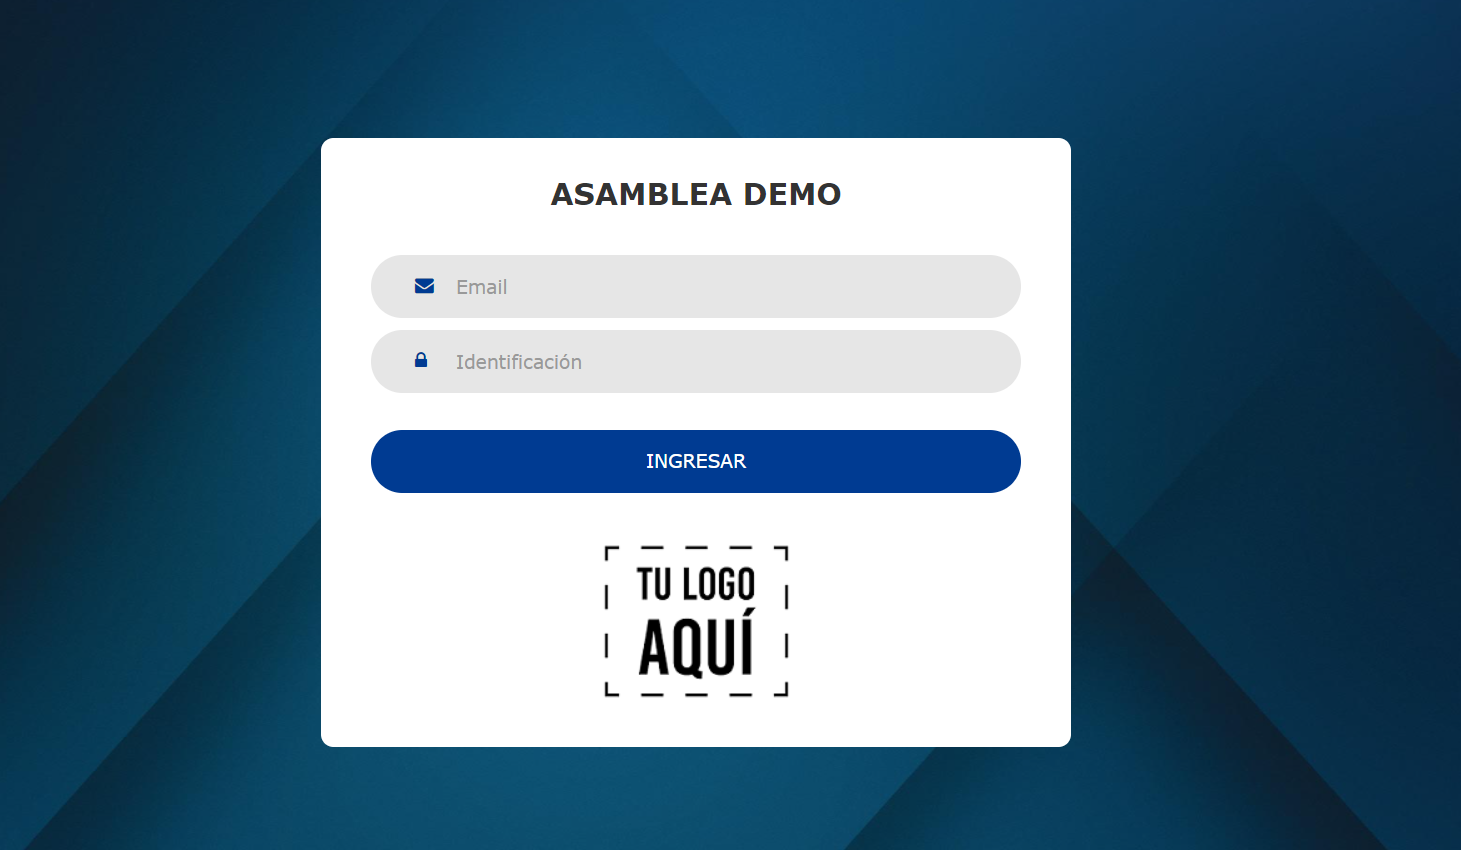 ASAMBLEA DEMO
Email
Identificación
INGRESAR
TU LOGO
AQUÍ